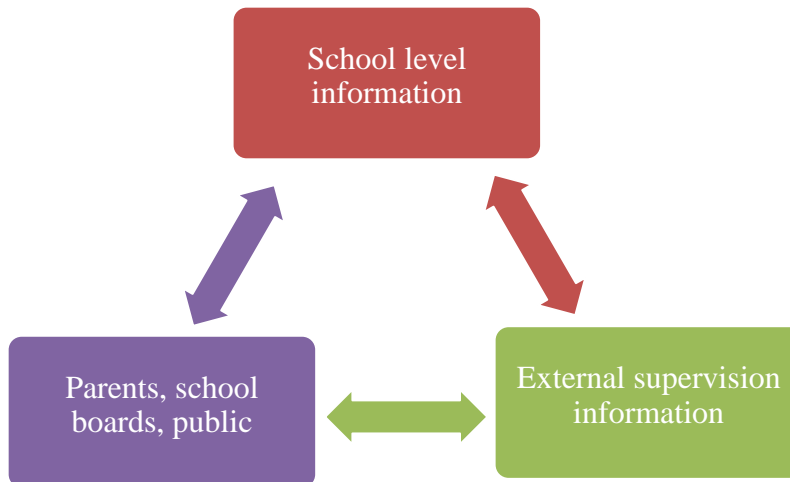 School level
information
Parents, school
boards, public
External supervision
information